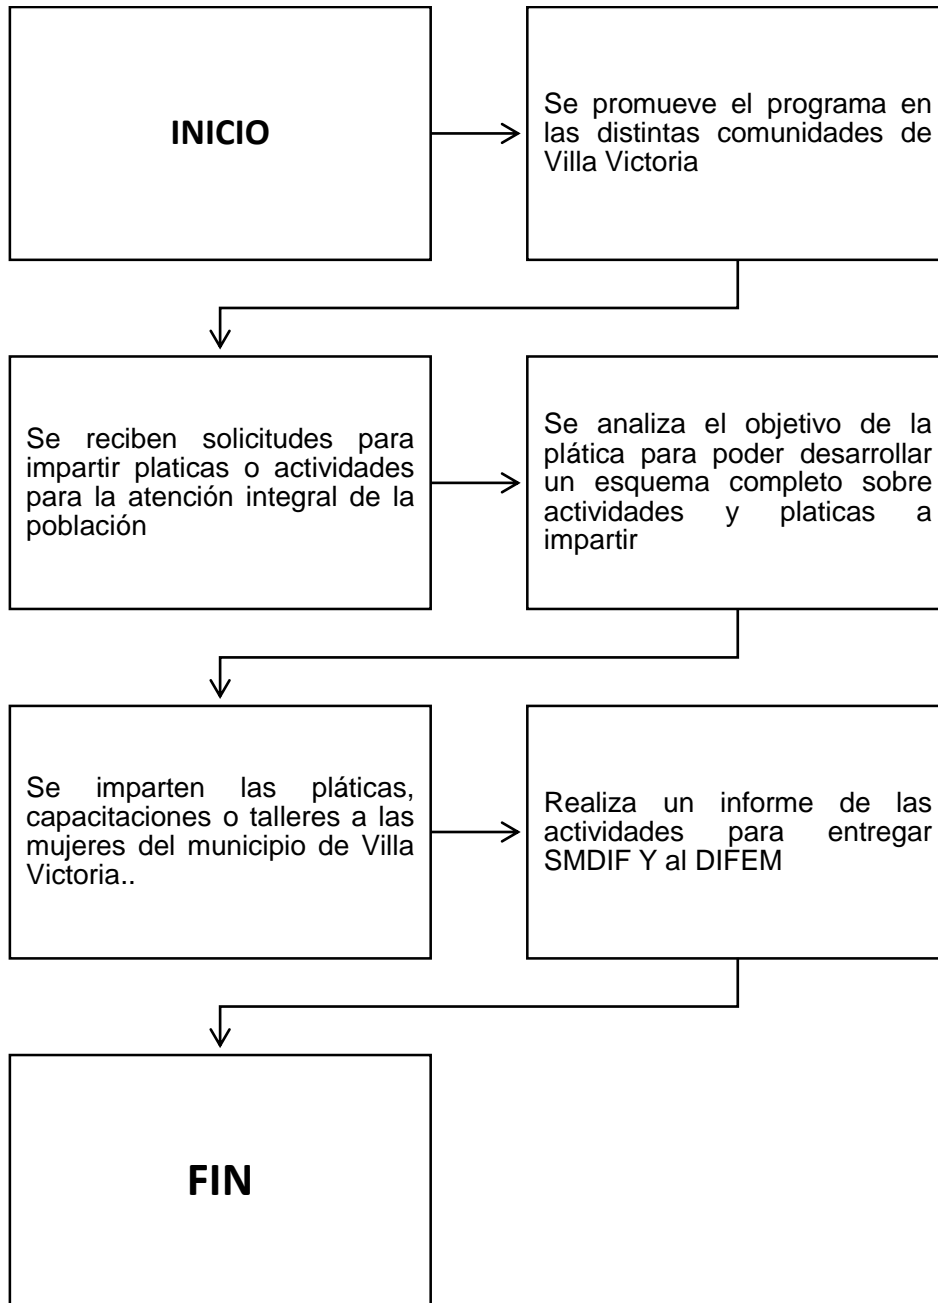 INICIO
Se promueve el programa en
las distintas comunidades de
Villa Victoria
Se reciben solicitudes para
impartir platicas o actividades
para la atención integral de la
población
Se analiza el objetivo de la
plática para poder desarrollar
un esquema completo sobre
actividades y platicas a
impartir
Se imparten las pláticas,
capacitaciones o talleres a las
mujeres del municipio de Villa
Victoria..
Realiza un informe de las
actividades para entregar
SMDIF Y al DIFEM
FIN